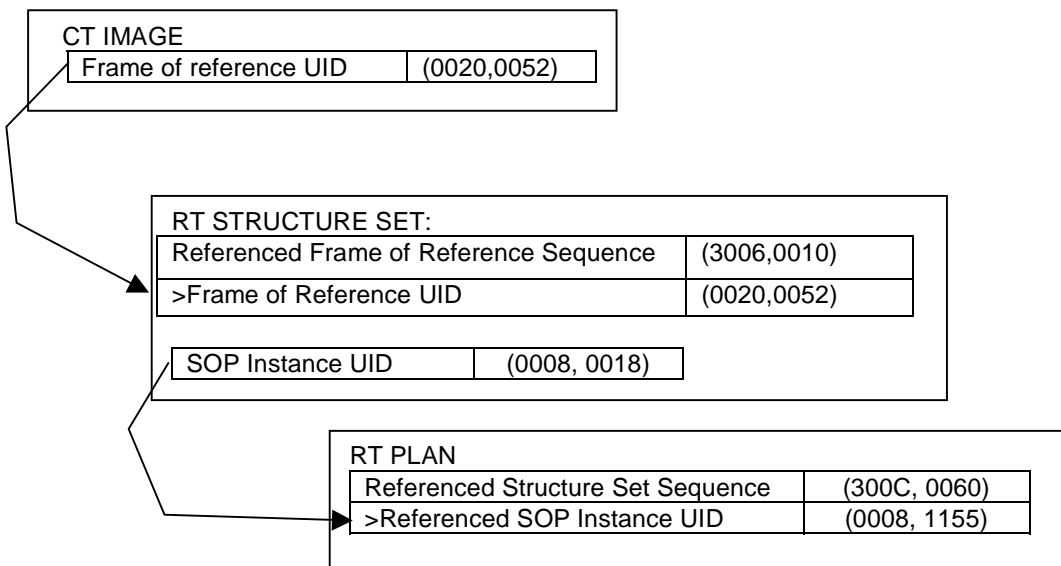 CT IMAGE
Frame of reference UID (0020,0052)
RT STRUCTURE SET:
Referenced Frame of Reference Sequence (3006,0010)
>Frame of Reference UID (0020,0052)
SOP Instance UID (0008, 0018)
RT PLAN
Referenced Structure Set Sequence (300C, 0060)
>Referenced SOP Instance UID (0008, 1155)